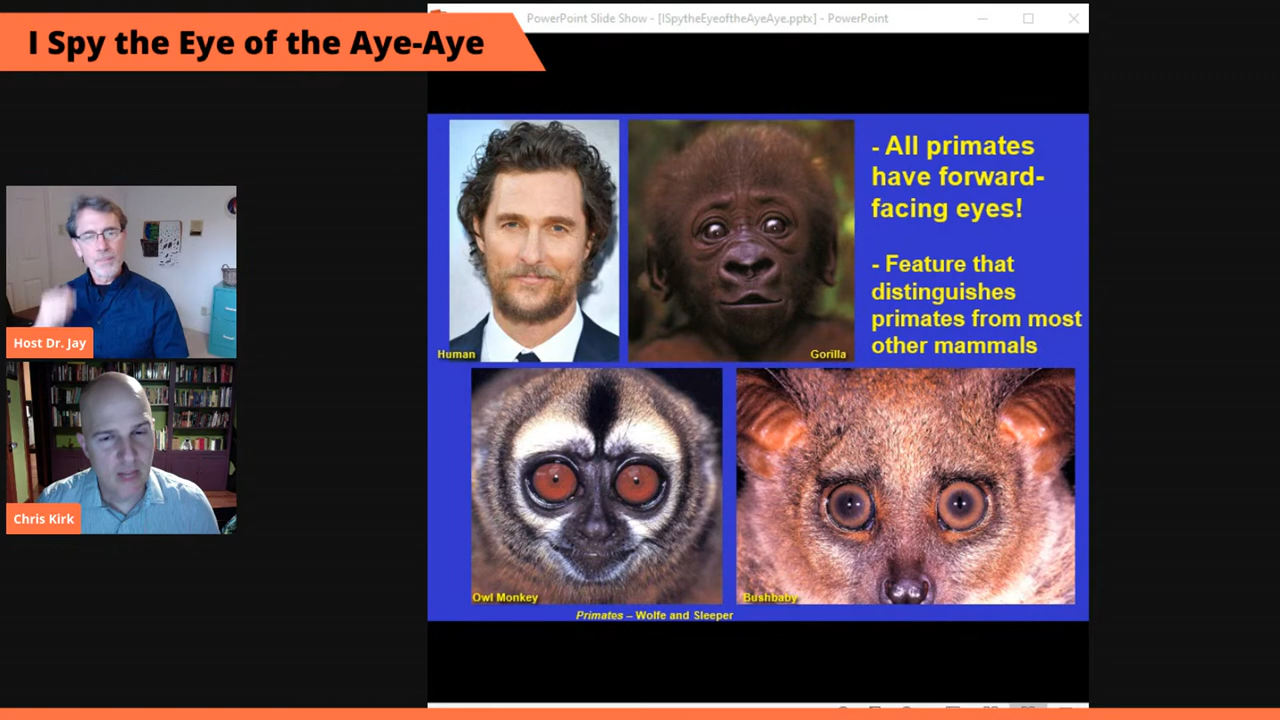 PowerPoint Slide Show - [ISpytheEyeoftheAyeAye.pptx] - PowerPoint
I Spy the Eye of the Aye-Aye
- All primates
have forward-
facing eyes!
- Feature that
distinguishes
primates from most
other mammals
Human
Gorilla
Host Dr. Jay
Chris Kirk
Owl Monkey
Bushbaby
Primates – Wolfe and Sleeper